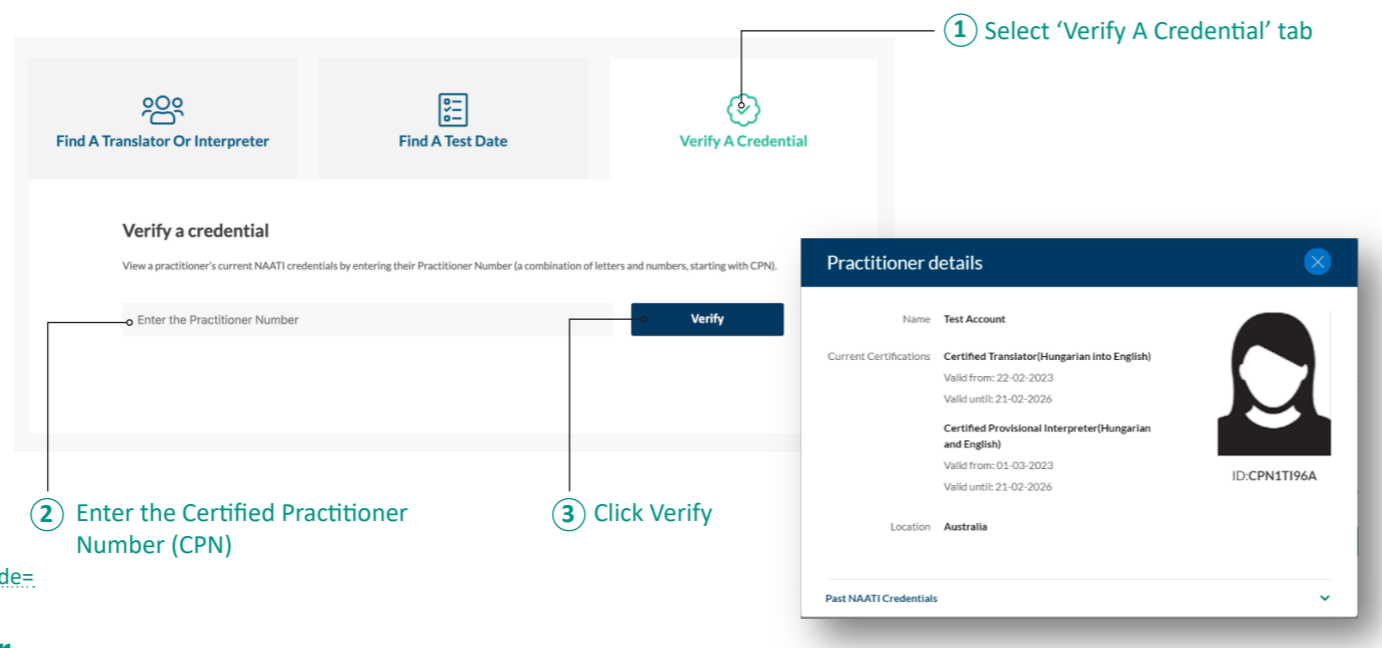 1 Select ‘Verify A Credential’ tab
Find A Translator Or Interpreter
Find A Test Date
Verify A Credential
Verify a credential
View a practitioner's current NAATI credentials by entering their Practitioner Number (a combination of letters and numbers, starting with CPN).
Enter the Practitioner Number
Verify
2 Enter the Certified Practitioner
Number (CPN)
3 Click Verify
Practitioner details
Name Test Account
Current Certifications Certified Translator(Hungarian into English)
Valid from: 22-02-2023
Valid until: 21-02-2026
Certified Provisional Interpreter(Hungarian
and English)
Valid from: 01-03-2023
Valid until: 21-02-2026
ID:CPN1TI96A
Location Australia
Past NAATI Credentials
de=